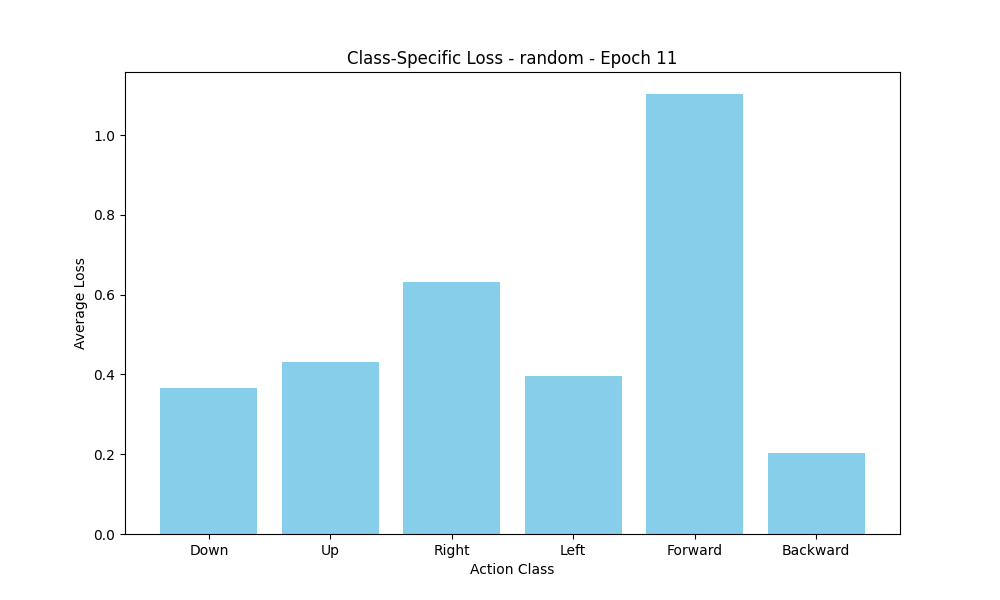 Class-Specific Loss - random - Epoch 11
1.0
0.8
0.6
0.4
0.2
0.0
Average Loss
Down Up Right Left Forward Backward
Action Class